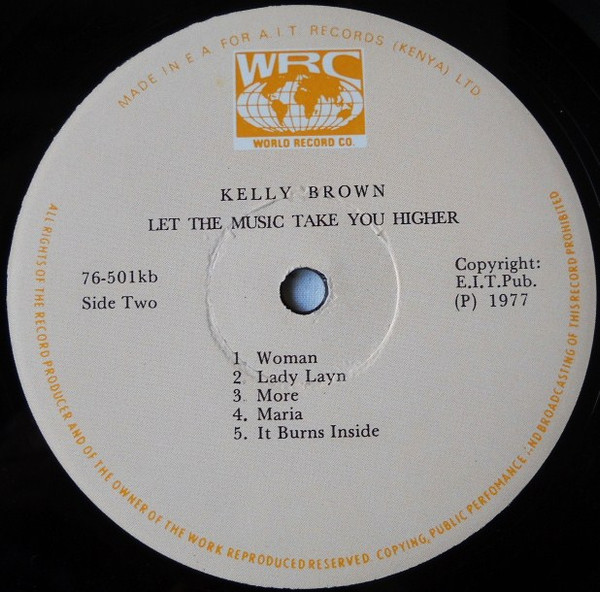 MADE IN E A FOR A.I.T. RECORDS (KENYA) LTD
WRC
WORLD RECORD CO.
KELLY BROWN
LET THE MUSIC TAKE YOU HIGHER
76-501kb
Side Two
Copyright:
E.I.T.Pub.
(P) 1977
1 Woman
2 Lady Layn
3 More
4. Maria
5. It Burns Inside
ALL RIGHTS OF THE RECORD PRODUCER AND OF THE OWNER OF THE WORK REPRODUCED RESERVED. COPYING, PUBLIC PERFOMANCE AND BROADCASTING OF THIS RECORD PROHIBITED